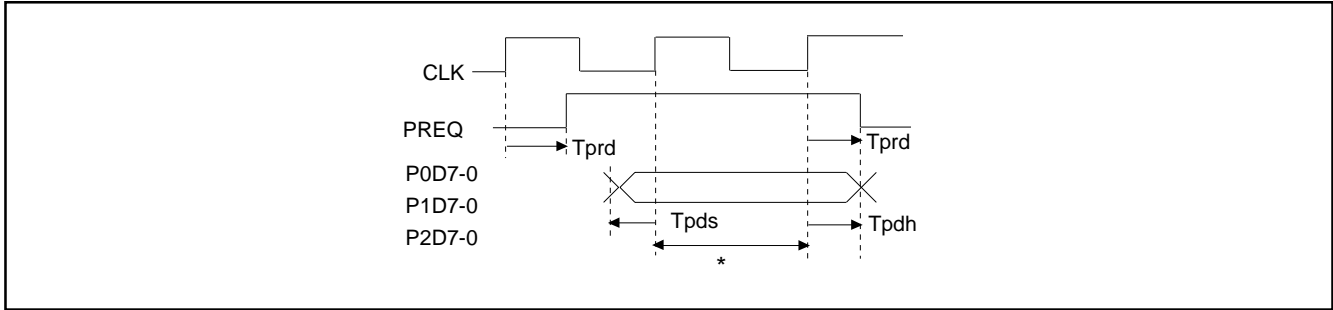 CLK
PREQ
Tprd
Tprd
P0D7-0
P1D7-0
Tpds
Tpdh
P2D7-0
*